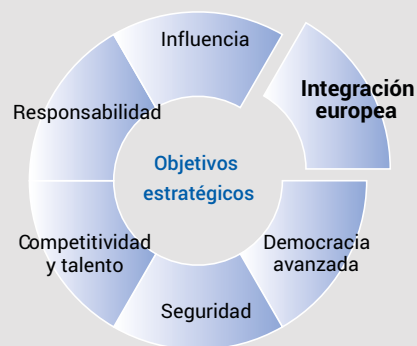 Influencia
Integración
europea
Responsabilidad
Objetivos
estratégicos
Competitividad
y talento
Democracia
avanzada
Seguridad